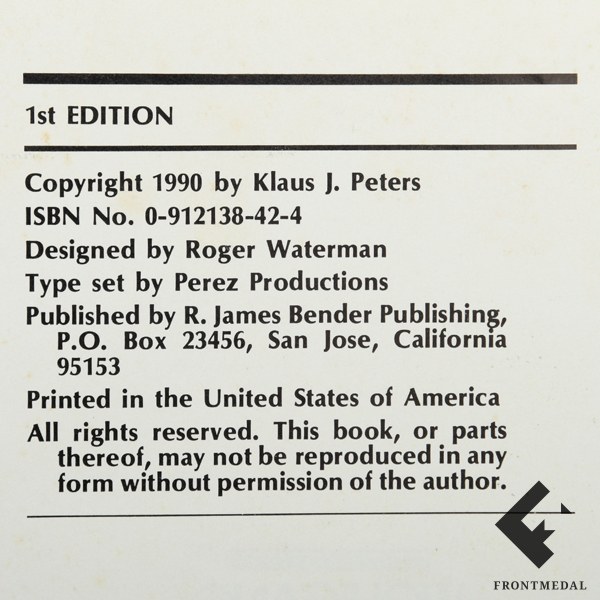 1st EDITION
Copyright 1990 by Klaus J. Peters
ISBN No. 0-912138-42-4
Designed by Roger Waterman
Type set by Perez Productions
Published by R. James Bender Publishing,
P.O. Box 23456, San Jose, California
95153
Printed in the United States of America
All rights reserved. This book, or parts
thereof, may not be reproduced in any
form without permission of the author.
FRONTMEDAL